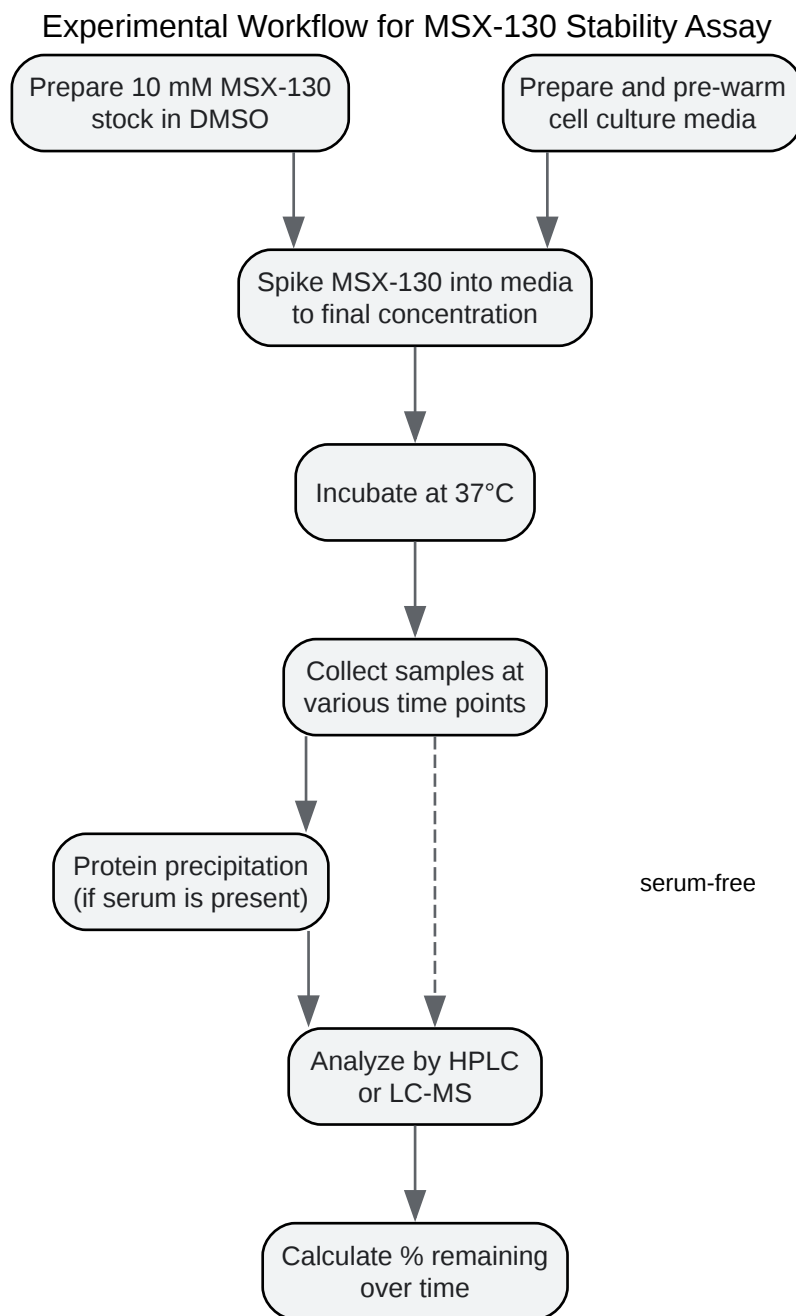 Experimental Workflow for MSX-130 Stability Assay
Prepare 10 mM MSX-130
stock in DMSO
Prepare and pre-warm
cell culture media
Spike MSX-130 into media
to final concentration
Incubate at 37°C
Collect samples at
various time points
Protein precipitation
(if serum is present)
serum-free
Analyze by HPLC
or LC-MS
Calculate % remaining
over time